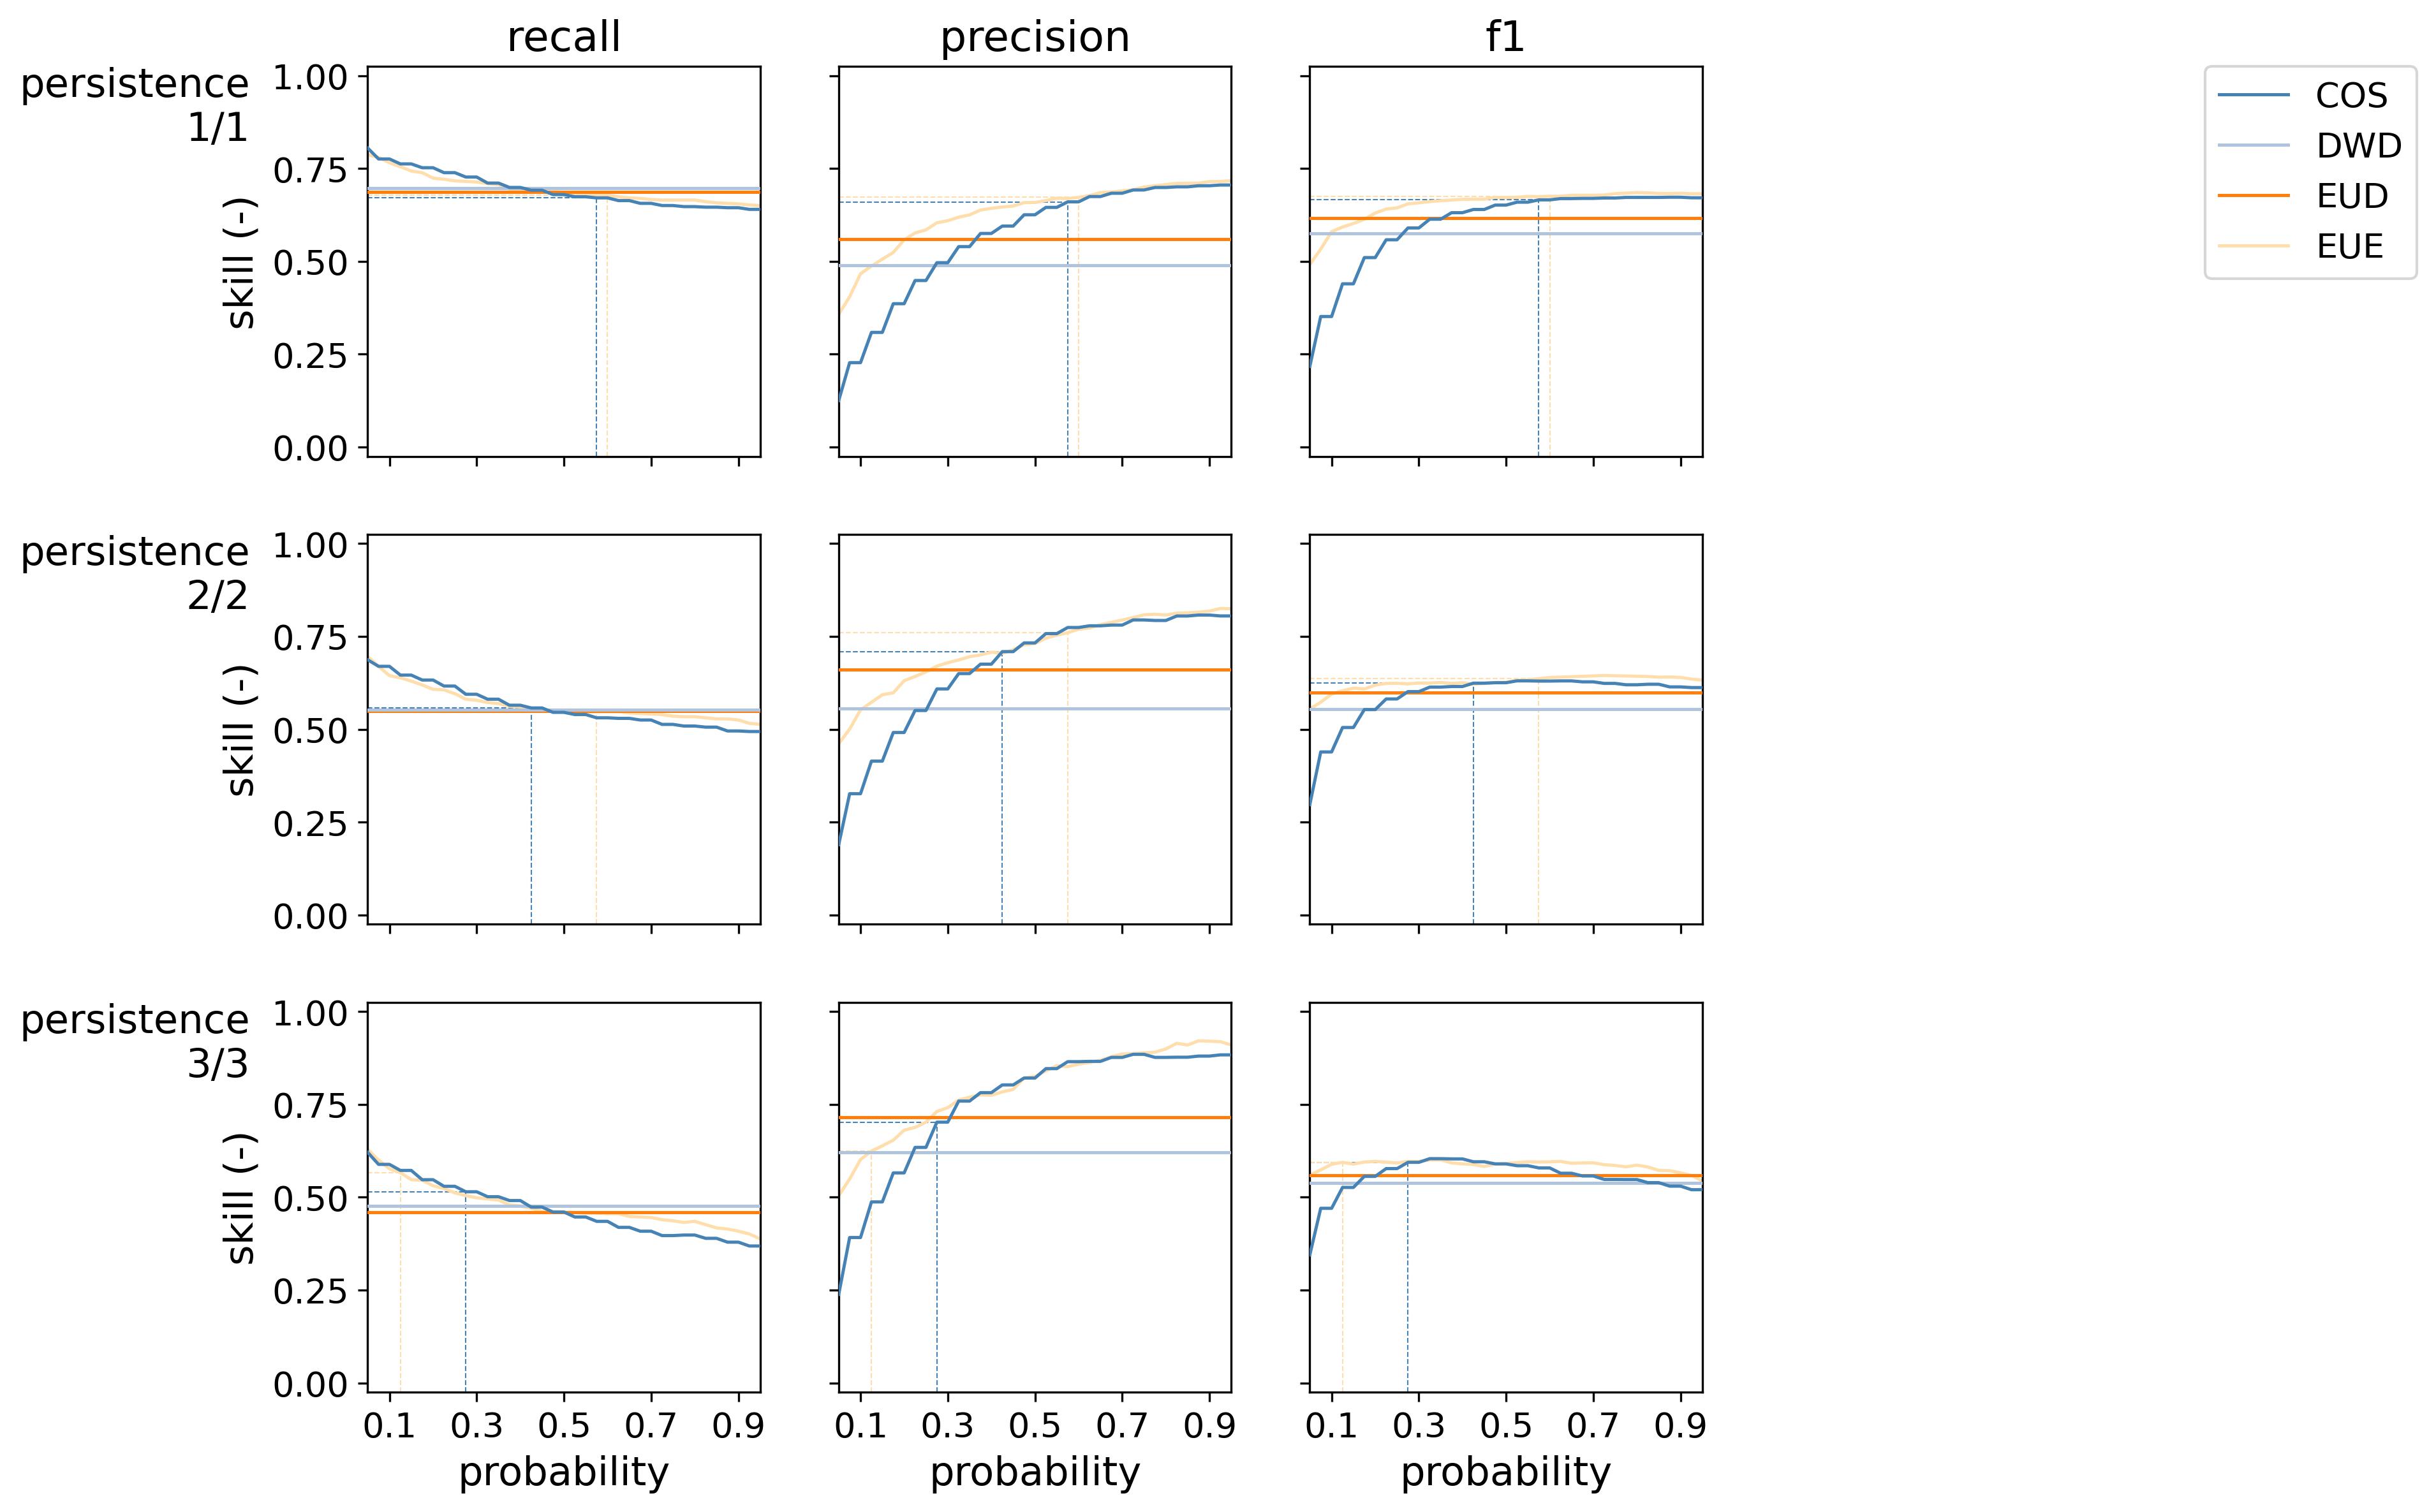 recall
precision
f1
persistence
1/1
skill (-)
1.00
0.75
0.50
0.25
0.00
COS
DWD
EUD
EUE
persistence
2/2
skill (-)
1.00
0.75
0.50
0.25
0.00
persistence
3/3
skill (-)
1.00
0.75
0.50
0.25
0.00
0.1 0.3 0.5 0.7 0.9
0.1 0.3 0.5 0.7 0.9
0.1 0.3 0.5 0.7 0.9
probability
probability
probability